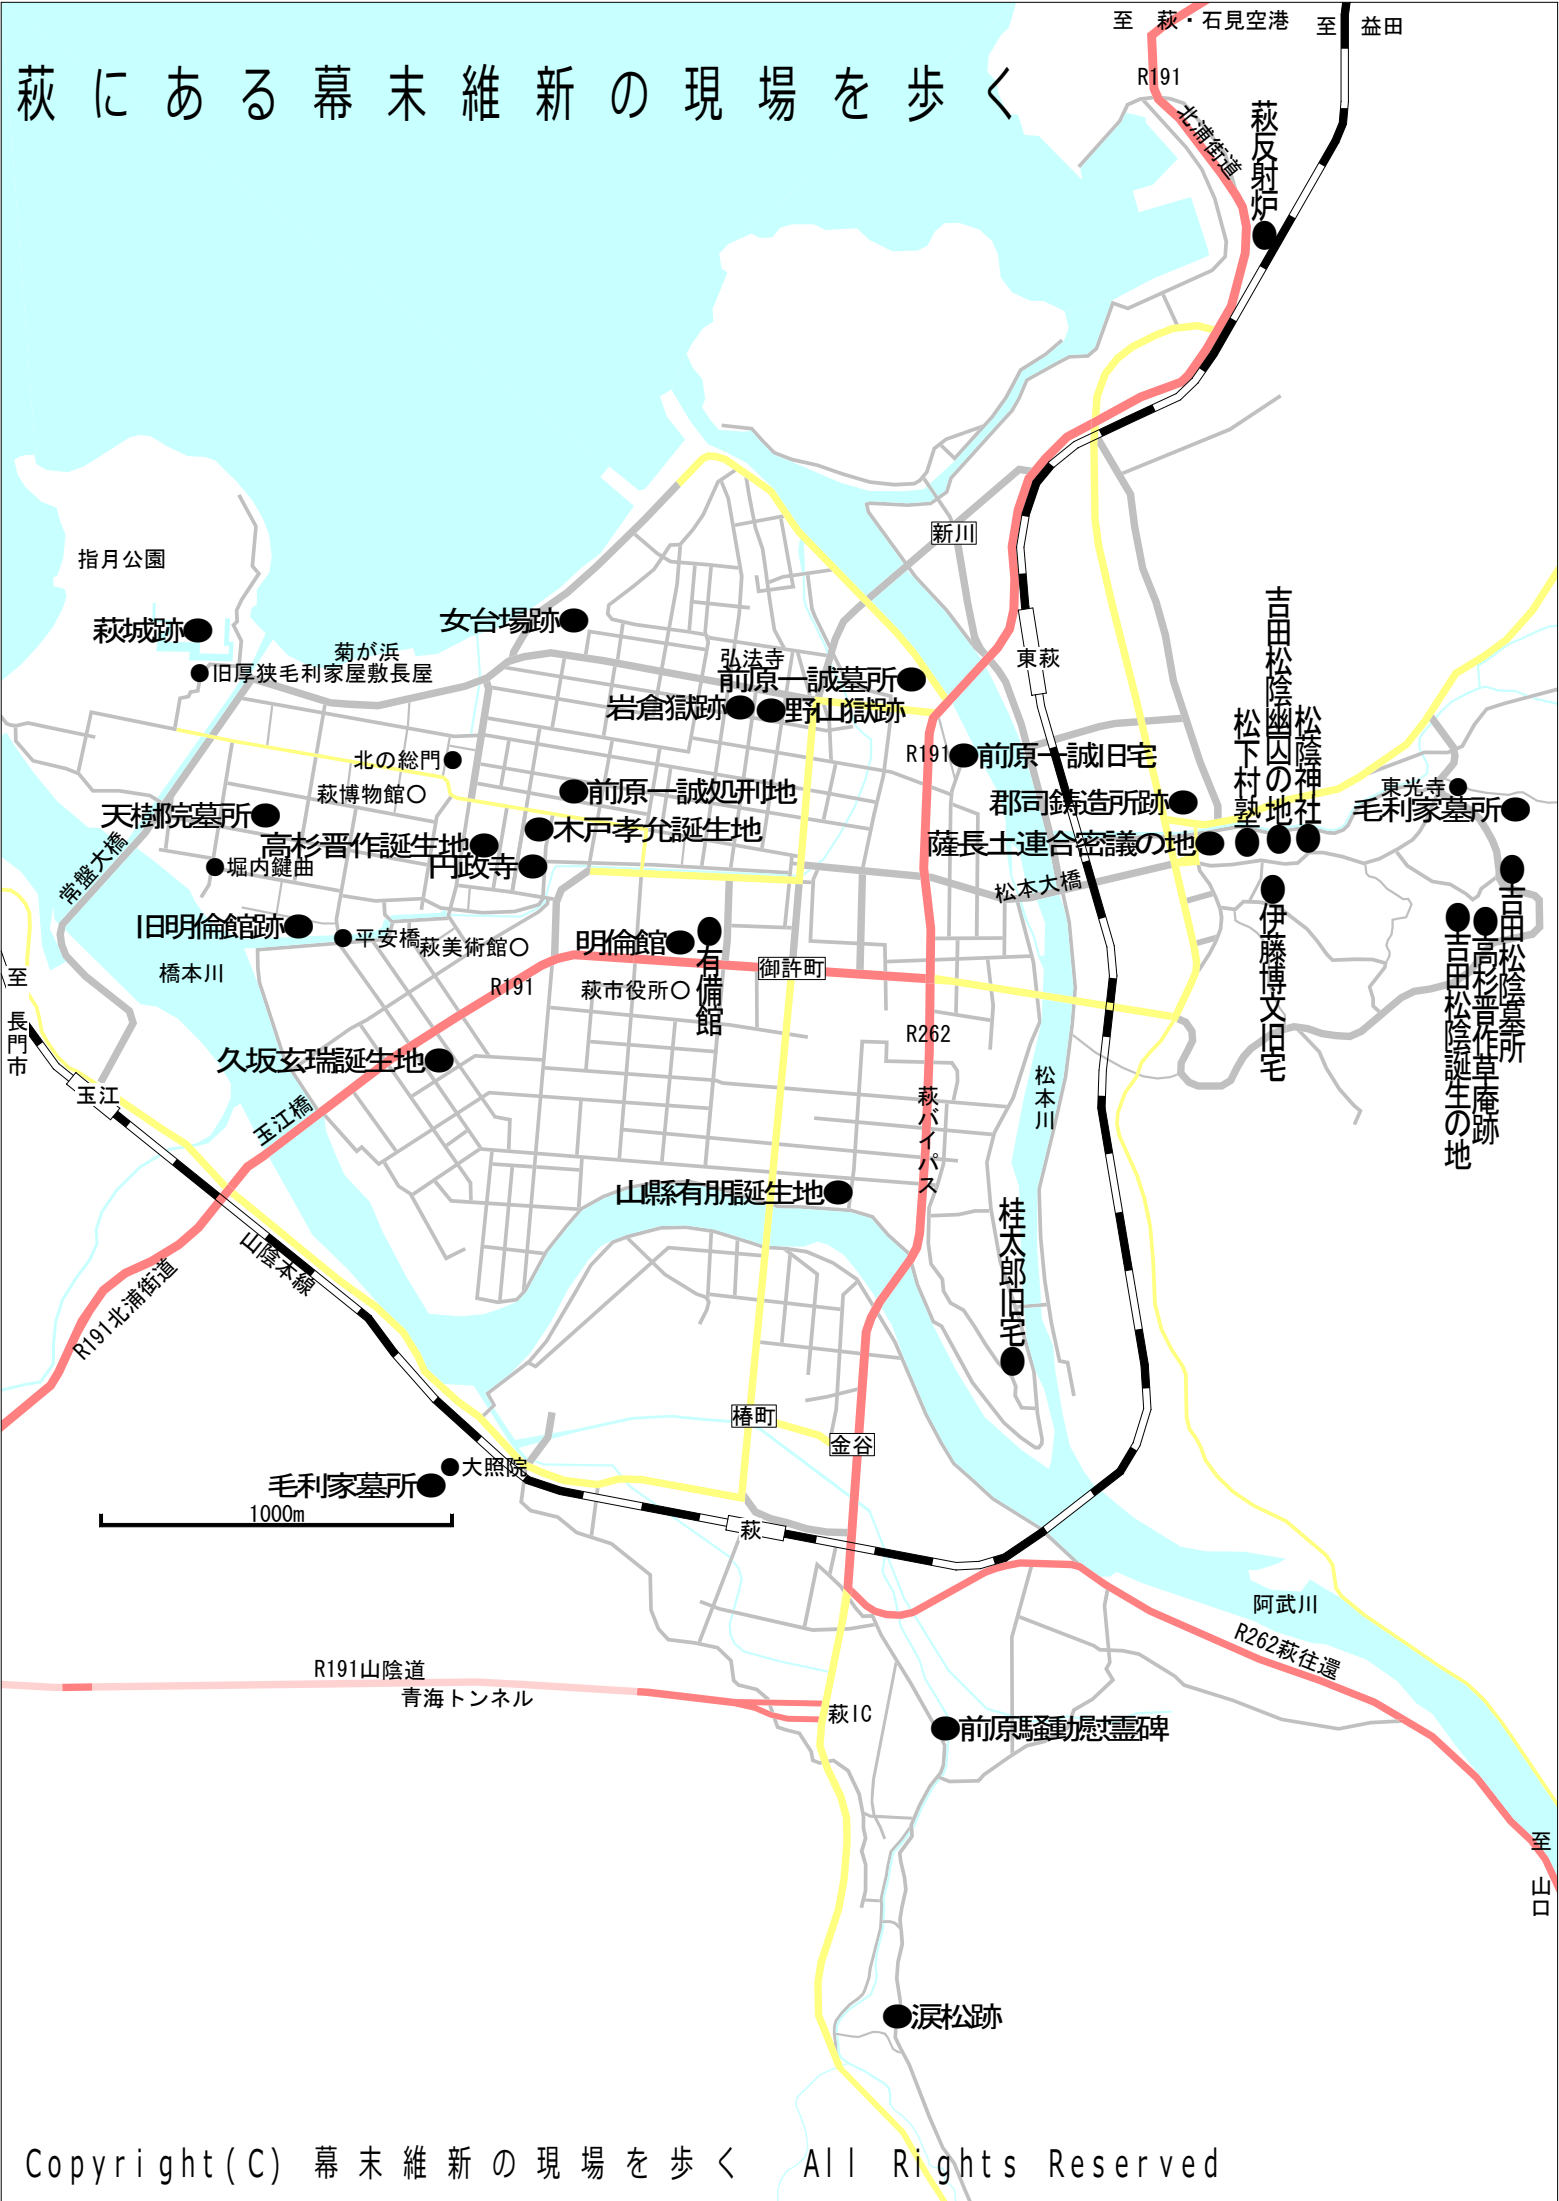 至 萩・石見空港
至 益田
萩にある幕末維新の現場を歩く
R191
北浦街道
萩反射炉
新川
指月公園
萩城跡
女台場跡
菊が浜
旧厚狭毛利家屋敷長屋
弘法寺
前原一誠墓所
岩倉獄跡
野山獄跡
東萩
吉田松陰幽囚の地
松陰神社
松下村塾
R191
前原一誠旧宅
北の総門
萩博物館
前原一誠処刑地
天樹院墓所
木戸孝允誕生地
高杉晋作誕生地
円政寺
堀内鍵曲
常盤大橋
郡司鋳造所跡
薩長土連合密議の地
東光寺
毛利家墓所
松本大橋
伊藤博文旧宅
吉田松陰墓所
高杉晋作草庵跡
吉田松陰誕生の地
旧明倫館跡
平安橋
萩美術館
明倫館
有備館
橋本川
R191
萩市役所
御許町
至 長門市
R262
久坂玄瑞誕生地
玉江
玉江橋
萩バイパス
松本川
山縣有朋誕生地
桂太郎旧宅
山陰本線
R191北浦街道
椿町
金谷
大照院
毛利家墓所
1000m
萩
阿武川
R262萩往還
R191山陰道
青海トンネル
萩IC
前原騒動慰霊碑
至 山口
涙松跡
Copyright(C) 幕末維新の現場を歩く All Rights Reserved